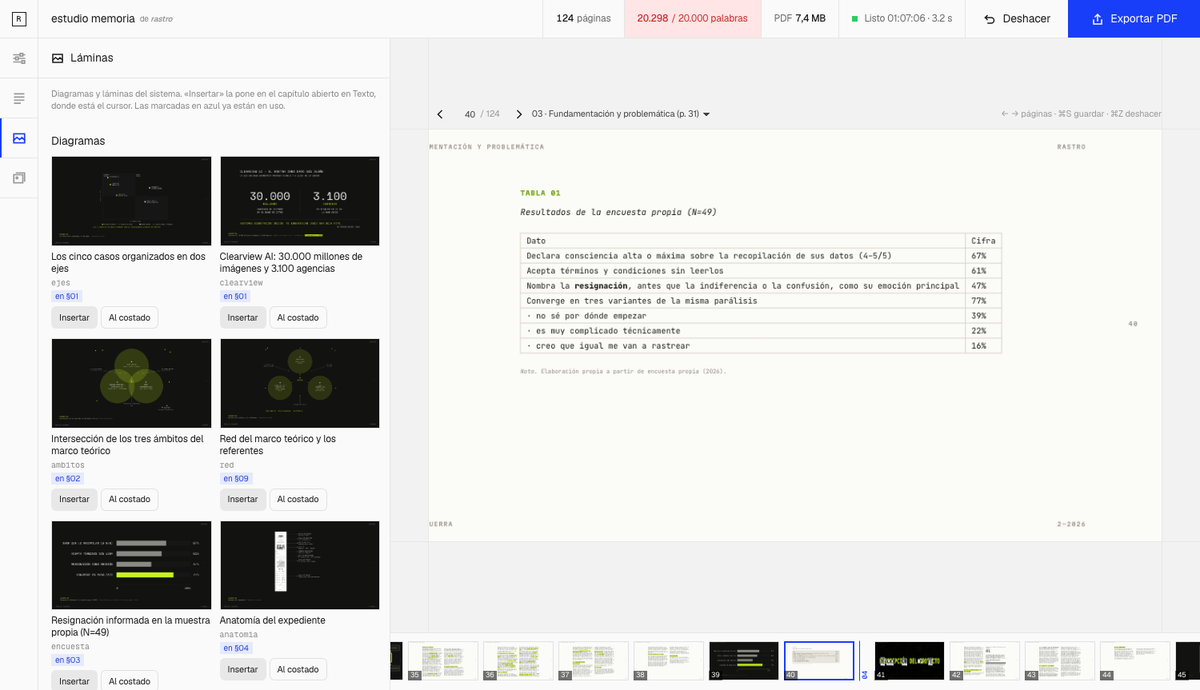 R
estudio memoria de rastro
124 páginas
20.298 / 20.000 palabras
PDF 7,4 MB
Listo 01:07:06 · 3.2 s
Deshacer
Exportar PDF
Láminas
Diagramas y láminas del sistema. «Insertar» la pone en el capítulo abierto en Texto,
donde está el cursor. Las marcadas en azul ya están en uso.
Diagramas
30.000
3.100
Los cinco casos organizados en dos
ejes
ejes
en §01
Insertar
Al costado
Clearview AI: 30.000 millones de
imágenes y 3.100 agencias
clearview
en §01
Insertar
Al costado
Intersección de los tres ámbitos del
marco teórico
ambitos
en §02
Insertar
Al costado
Red del marco teórico y los
referentes
red
en §09
Insertar
Al costado
Resignación informada en la muestra
propia (N=49)
encuesta
en §03
Insertar
Al costado
Anatomía del expediente
anatomia
en §04
Insertar
Al costado
40 / 124
03 · Fundamentación y problemática (p. 31)
← → páginas · ⌘S guardar · ⌘Z deshacer
MENTACIÓN Y PROBLEMÁTICA
RASTRO
TABLA 01
Resultados de la encuesta propia (N=49)
Dato Cifra
Declara consciencia alta o máxima sobre la recopilación de sus datos (4–5/5) 67%
Acepta términos y condiciones sin leerlos 61%
Nombra la resignación, antes que la indiferencia o la confusión, como su emoción principal 47%
Converge en tres variantes de la misma parálisis 77%
· no sé por dónde empezar 39%
· es muy complicado técnicamente 22%
· creo que igual me van a rastrear 16%
Nota. Elaboración propia a partir de encuesta propia (2026).
40
UERRA
2–2026
35
36
37
38
39
40
04
41
42
43
44
45